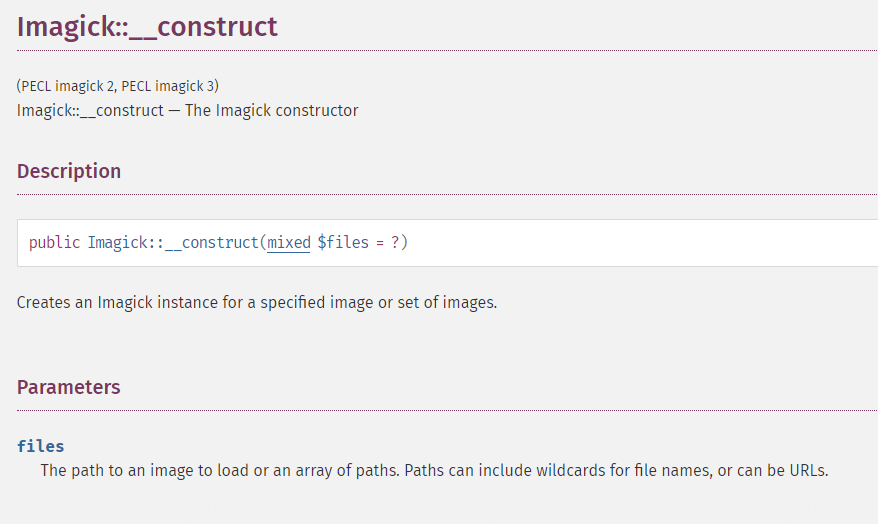 Imagick::__construct
(PECL imagick 2, PECL imagick 3)
Imagick::__construct — The Imagick constructor
Description
public Imagick::__construct(mixed $files = ?)
Creates an Imagick instance for a specified image or set of images.
Parameters
files
The path to an image to load or an array of paths. Paths can include wildcards for file names, or can be URLs.